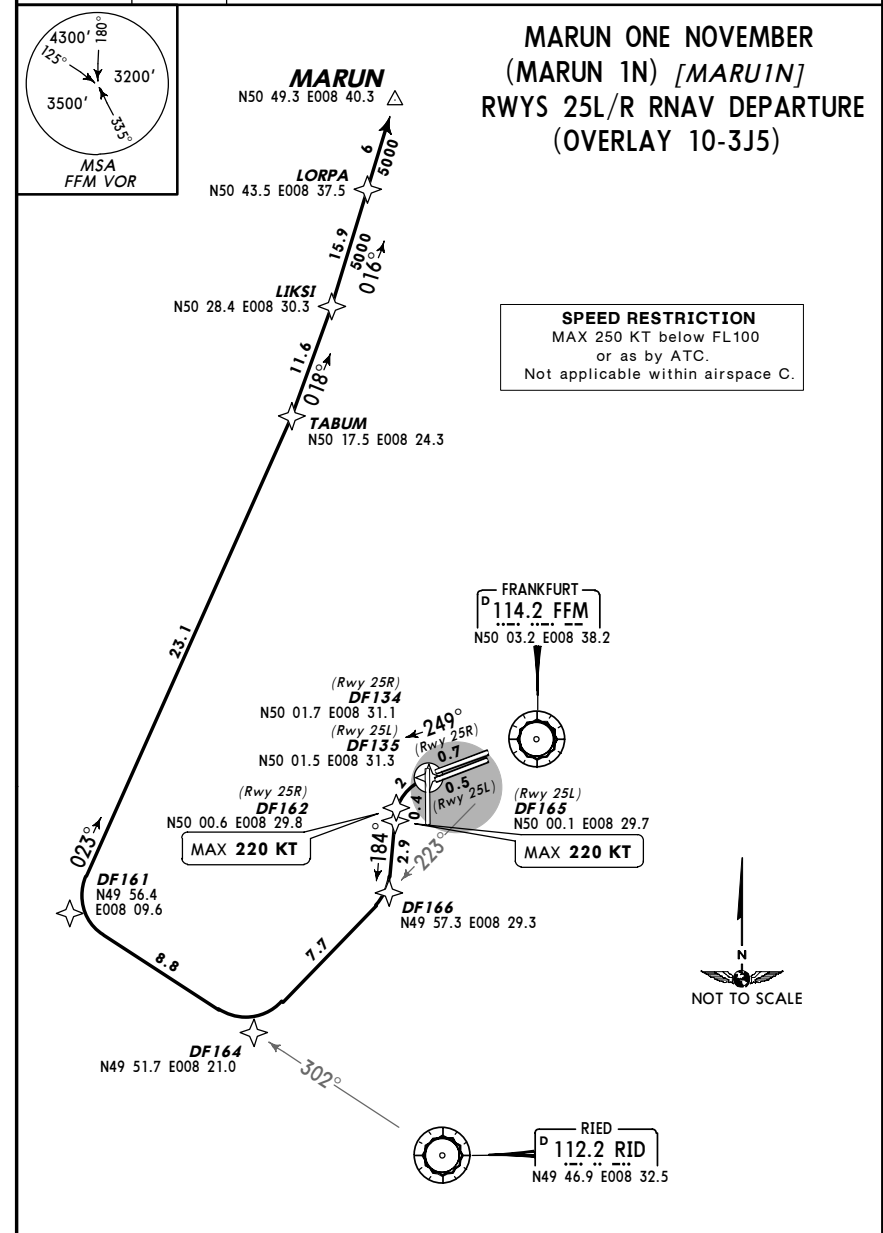 MARUN ONE NOVEMBER
(MARUN 1N) [MARU1N]
RWYS 25L/R RNAV DEPARTURE
(OVERLAY 10-3J5)
4300'
180°
125°
3200'
3500'
335°
MSA
FFM VOR
MARUN
N50 49.3 E008 40.3
6
5000
LORPA
N50 43.5 E008 37.5
15.9
5000
016°
LIKSI
N50 28.4 E008 30.3
11.6
018°
TABUM
N50 17.5 E008 24.3
SPEED RESTRICTION
MAX 250 KT below FL100
or as by ATC.
Not applicable within airspace C.
23.1
FRANKFURT
D 114.2 FFM
N50 03.2 E008 38.2
(Rwy 25R)
DF134
N50 01.7 E008 31.1
(Rwy 25L)
DF135
N50 01.5 E008 31.3
249°
(Rwy 25R)
0.7
0.5
(Rwy 25L)
2
0.4
(Rwy 25R)
DF162
N50 00.6 E008 29.8
MAX 220 KT
(Rwy 25L)
DF165
N50 00.1 E008 29.7
MAX 220 KT
184°
2.9
223°
023°
DF161
N49 56.4
E008 09.6
DF166
N49 57.3 E008 29.3
7.7
8.8
N
NOT TO SCALE
DF164
N49 51.7 E008 21.0
302°
RIED
D 112.2 RID
N49 46.9 E008 32.5